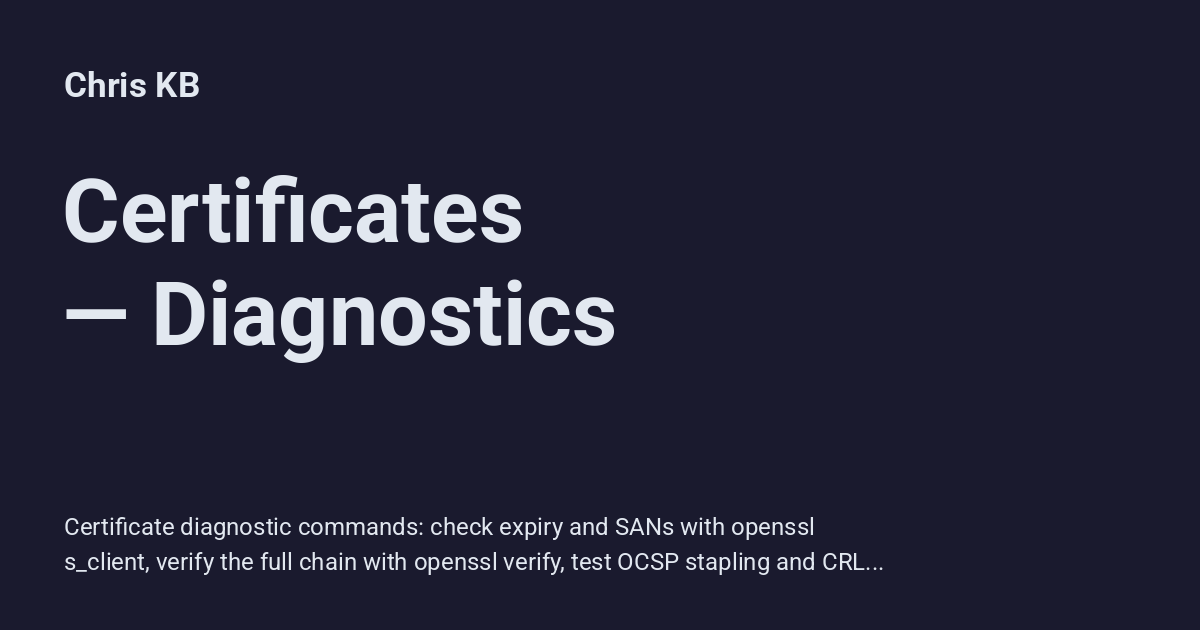 Chris KB
Certificates
— Diagnostics
Certificate diagnostic commands: check expiry and SANs with openssl
s_client, verify the full chain with openssl verify, test OCSP stapling and CRL...